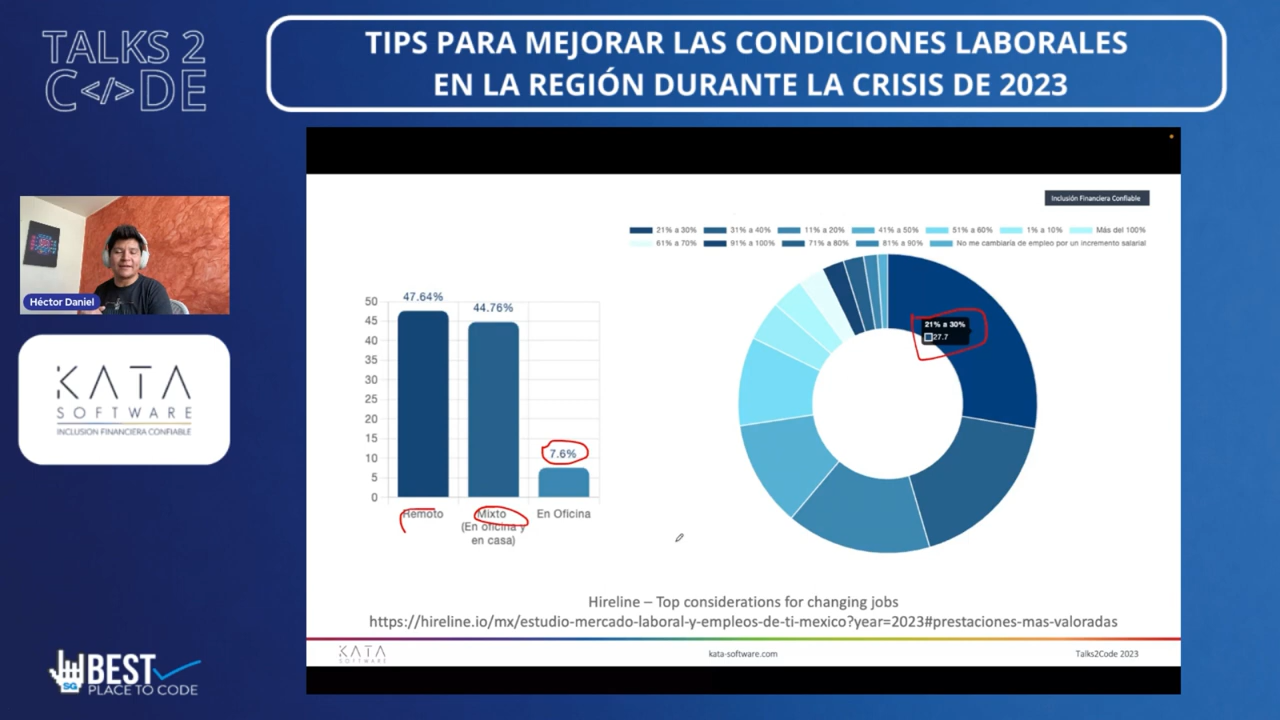 TALKS 2
C</>DE
TIPS PARA MEJORAR LAS CONDICIONES LABORALES
EN LA REGIÓN DURANTE LA CRISIS DE 2023
Héctor Daniel
KATA
SOFTWARE
INCLUSIÓN FINANCIERA CONFIABLE
SG
BEST
PLACE TO CODE
Inclusión Financiera Confiable
21% a 30% 31% a 40% 11% a 20% 41% a 50% 51% a 60% 1% a 10% Más del 100%
61% a 70% 91% a 100% 71% a 80% 81% a 90% No me cambiaría de empleo por un incremento salarial
50
45
40
35
30
25
20
15
10
5
0
47.64%
44.76%
7.6%
Remoto
Mixto
(En oficina y
en casa)
En Oficina
21% a 30%
27.7
Hireline – Top considerations for changing jobs
https://hireline.io/mx/estudio-mercado-laboral-y-empleos-de-ti-mexico?year=2023#prestaciones-mas-valoradas
KATA
SOFTWARE
kata-software.com
Talks2Code 2023